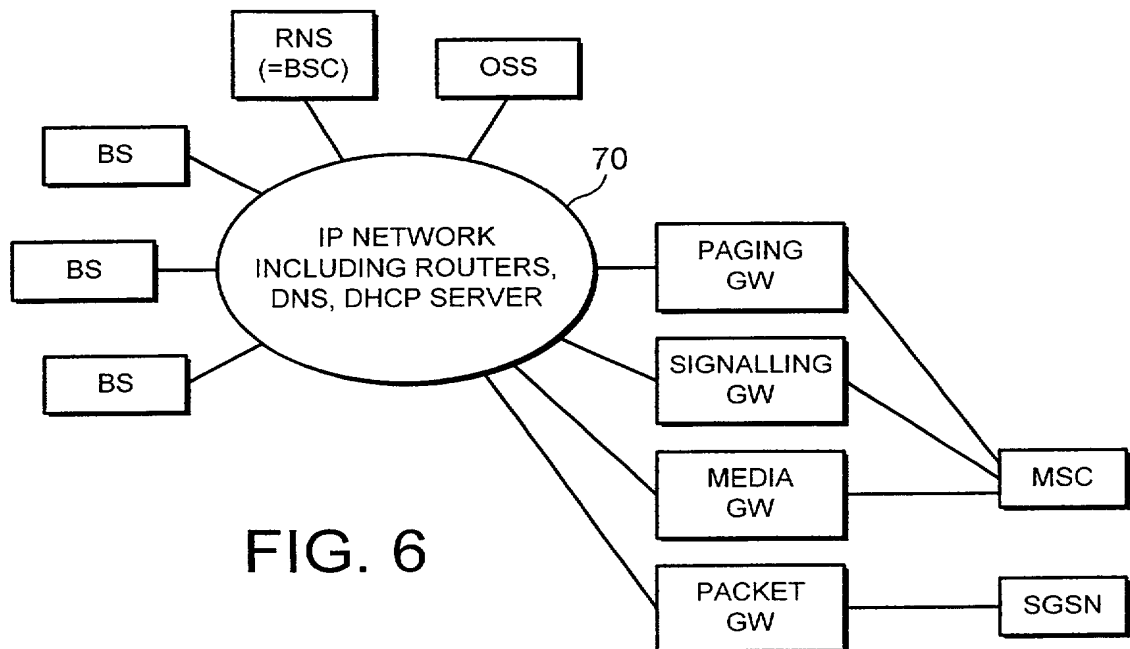 RNS
(=BSC)
OSS
BS
70
IP NETWORK
INCLUDING ROUTERS,
DNS, DHCP SERVER
PAGING
GW
BS
BS
SIGNALLING
GW
MEDIA
GW
MSC
FIG. 6
PACKET
GW
SGSN